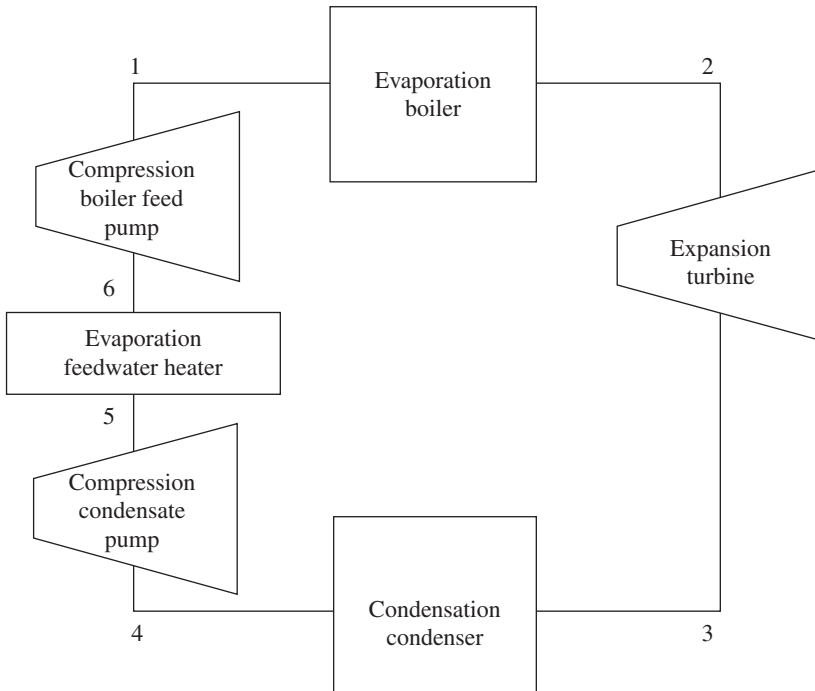 1
Evaporation
boiler
2
Compression
boiler feed
pump
Expansion
turbine
6
Evaporation
feedwater heater
5
Compression
condensate
pump
Condensation
condenser
4
3